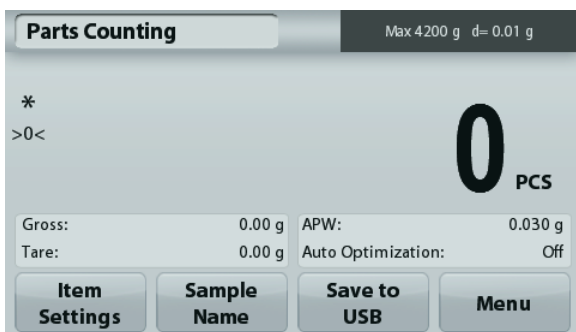 Parts Counting
Max 4200 g d= 0.01 g
*
>0<
0 PCS
Gross: 0.00 g APW: 0.030 g
Tare: 0.00 g Auto Optimization: Off
Item Settings
Sample Name
Save to USB
Menu